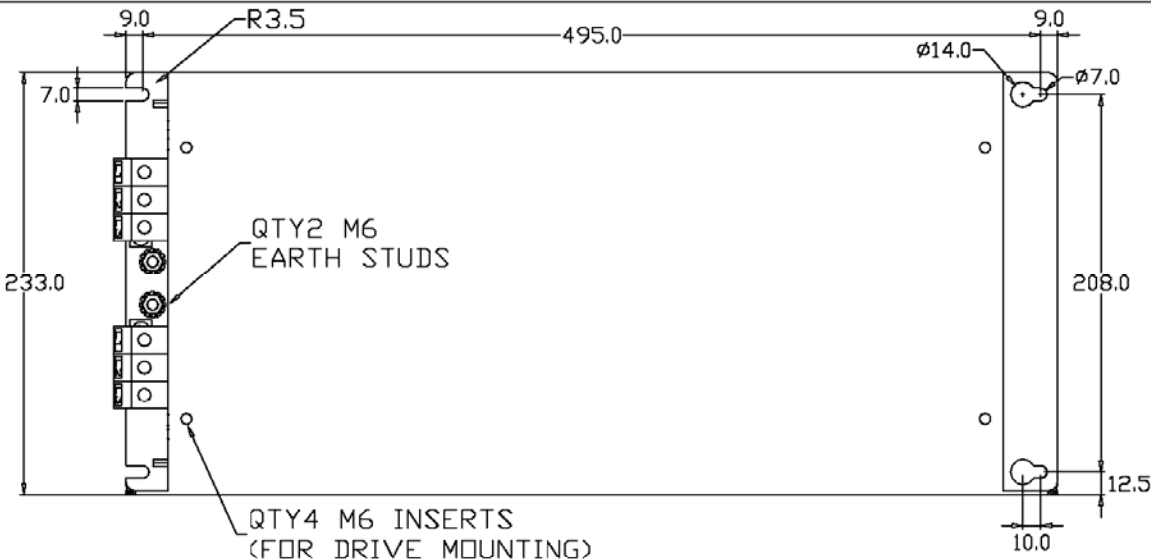 9.0
R3.5
495.0
9.0
ø14.0
ø7.0
7.0
QTY2 M6
EARTH STUDS
233.0
208.0
12.5
QTY4 M6 INSERTS
(FOR DRIVE MOUNTING)
10.0